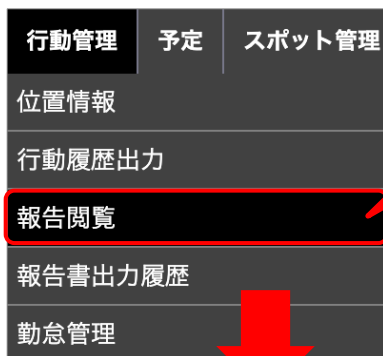 行動管理 予定 スポット管理
位置情報
行動履歴出力
報告閲覧
報告書出力履歴
勤怠管理